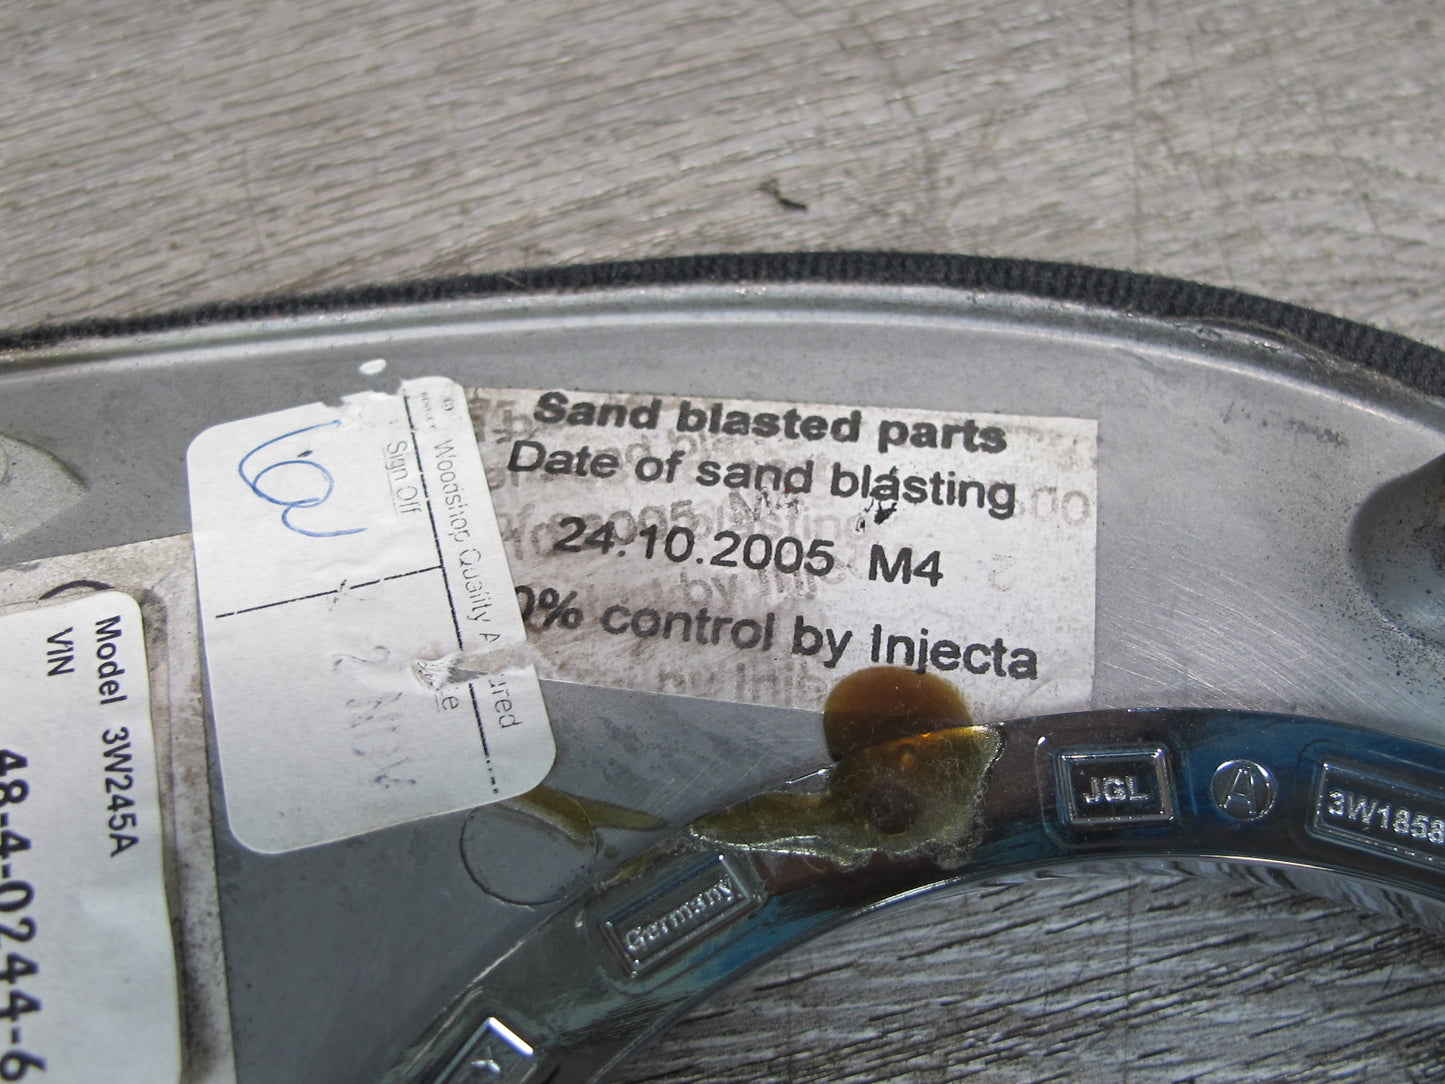 Sand blasted parts
Date of sand blasting
24.10.2005 M4
0% control by Injecta
Woodshop Quality
Sign Off
Model 3W245A
VIN
48-4-0244-6
JGL
A
3W1858
Germany